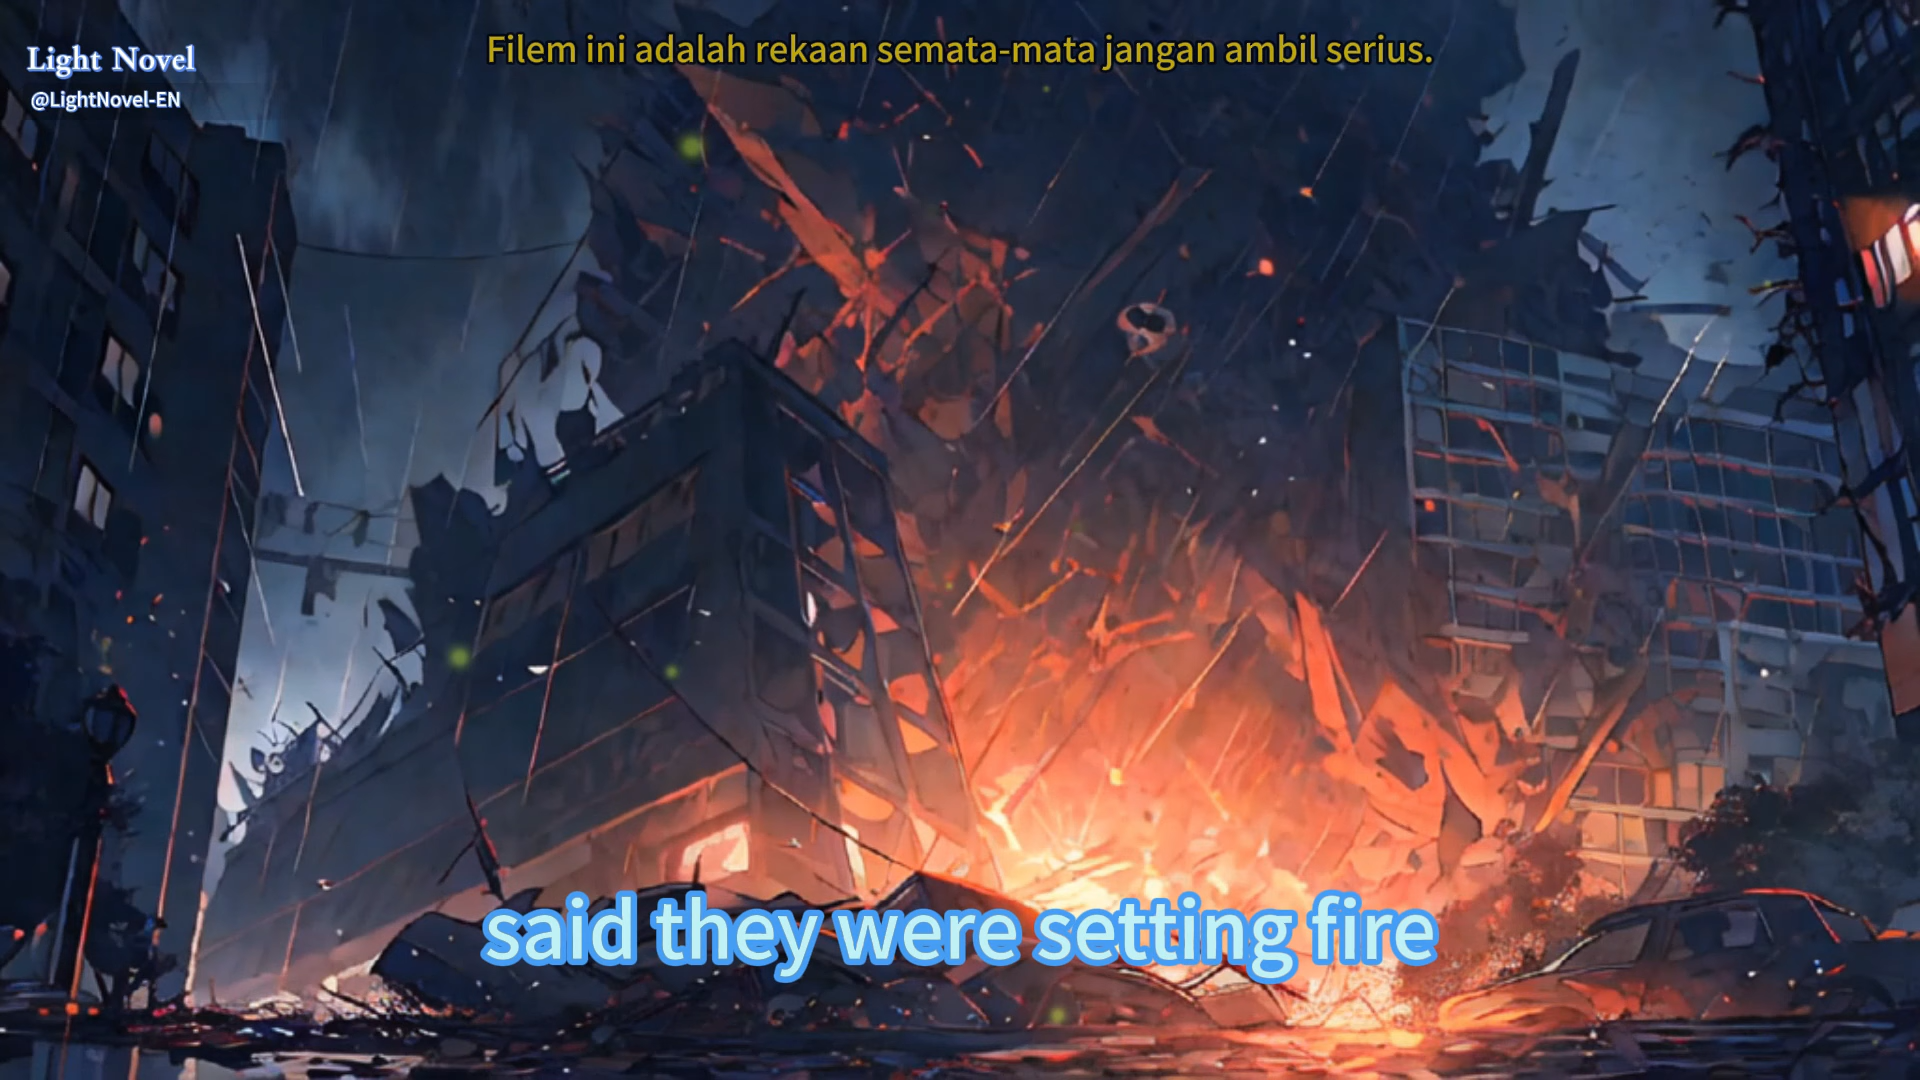 Filem ini adalah rekaan semata-mata jangan ambil serius.
Light Novel
@LightNovel-EN
said they were setting fire